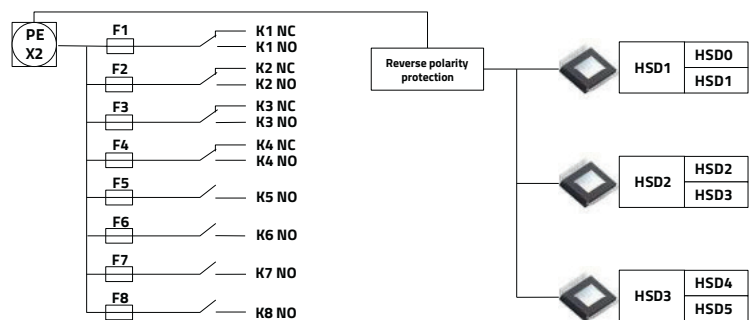 PE
X2
F1
K1 NC
K1 NO
F2
K2 NC
K2 NO
F3
K3 NC
K3 NO
F4
K4 NC
K4 NO
F5
K5 NO
F6
K6 NO
F7
K7 NO
F8
K8 NO
Reverse polarity
protection
HSD1
HSD0
HSD1
HSD2
HSD2
HSD3
HSD3
HSD4
HSD5